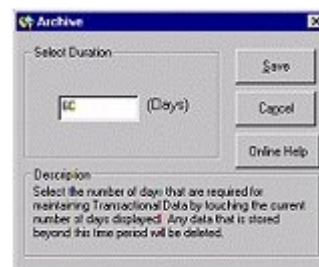 Archive
Select Duration
60 (Days)
Save
Cancel
Online Help
Description
Select the number of days that are required for
maintaining Transactional Data by touching the current
number of days displayed. Any data that is stored
beyond this time period will be deleted.